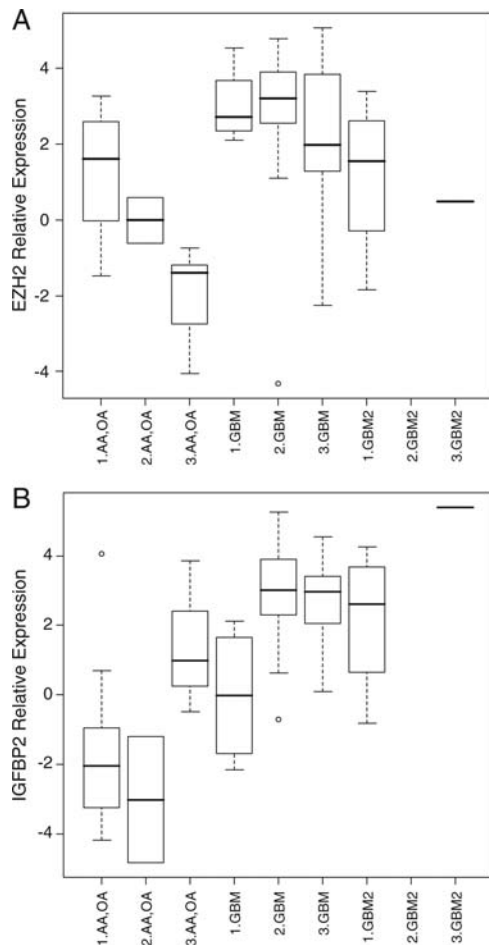 A
EZH2 Relative Expression
4
2
0
-2
-4
1.AA,OA
2.AA,OA
3.AA,OA
1.GBM
2.GBM
3.GBM
1.GBM2
2.GBM2
3.GBM2
B
IGFBP2 Relative Expression
4
2
0
-2
-4
1.AA,OA
2.AA,OA
3.AA,OA
1.GBM
2.GBM
3.GBM
1.GBM2
2.GBM2
3.GBM2